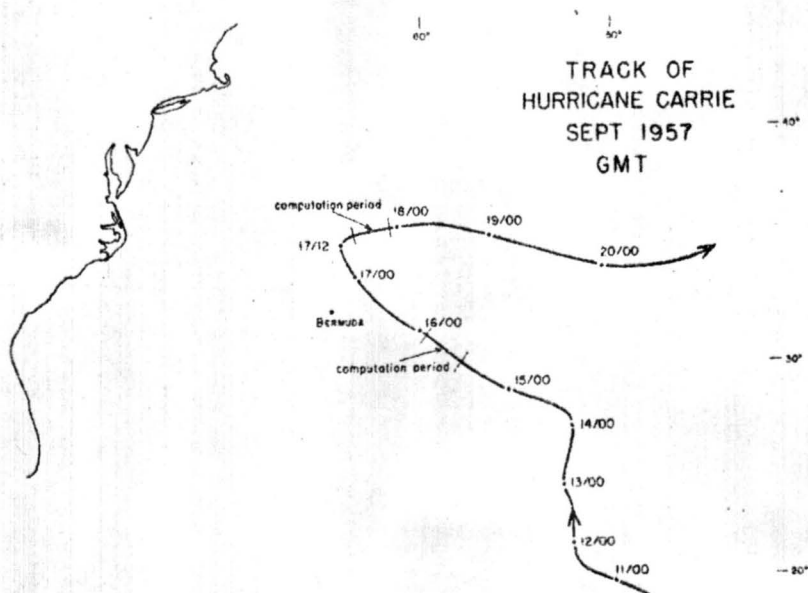 60°
50°
TRACK OF
HURRICANE CARRIE
SEPT 1957
GMT
40°
computation period
18/00
19/00
17/12
20/00
17/00
BERMUDA
16/00
30°
computation period
15/00
14/00
13/00
12/00
20°
11/00